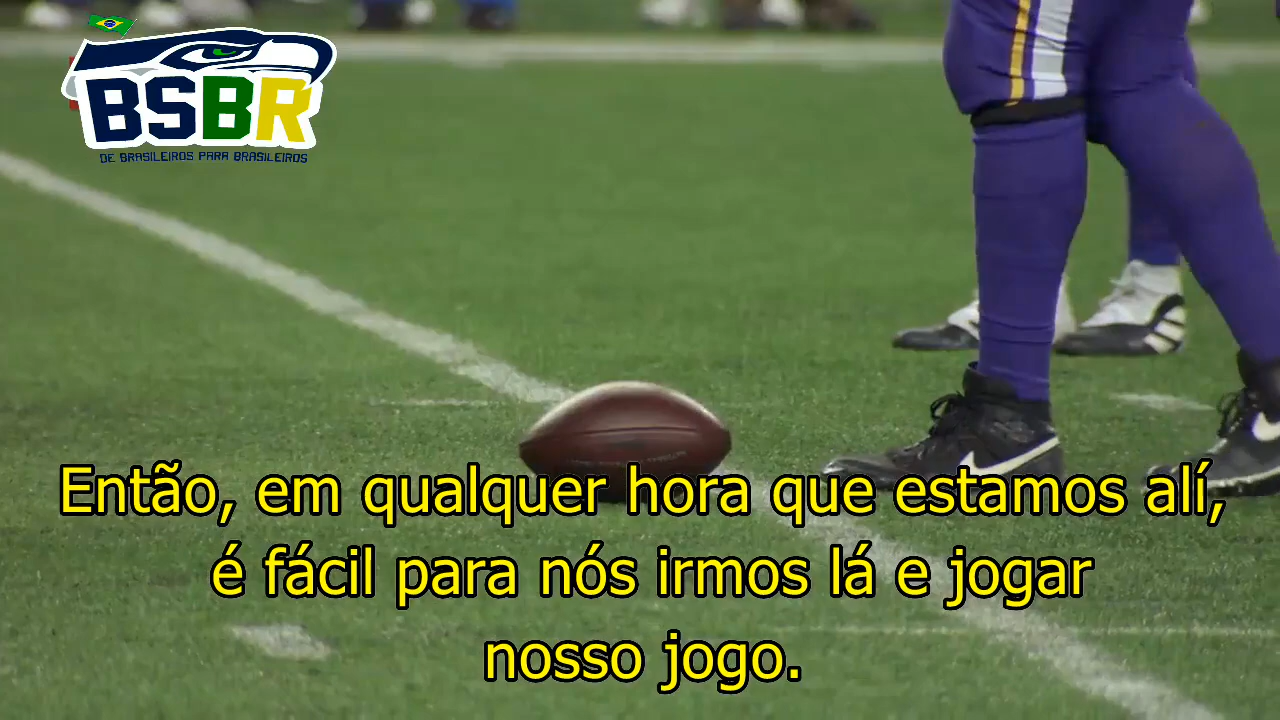 BSBR
DE BRASILEIROS PARA BRASILEIROS
Então, em qualquer hora que estamos alí,
é fácil para nós irmos lá e jogar
nosso jogo.